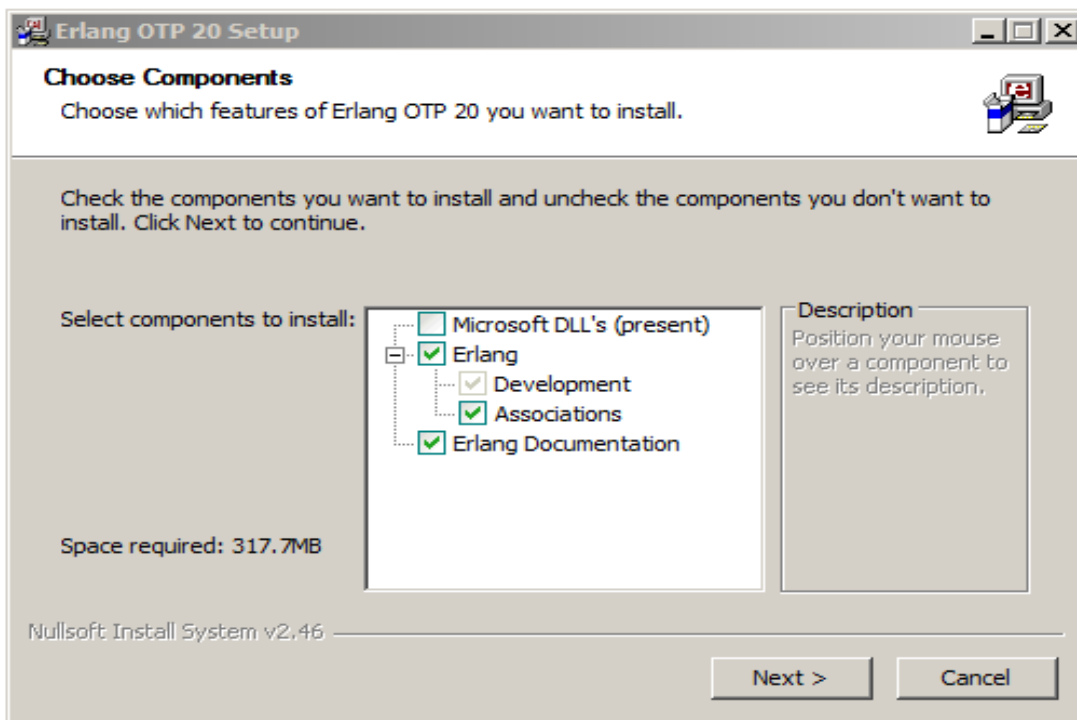 Erlang OTP 20 Setup
Choose Components
Choose which features of Erlang OTP 20 you want to install.
Check the components you want to install and uncheck the components you don't want to
install. Click Next to continue.
Select components to install:
Microsoft DLL's (present)
Erlang
Development
Associations
Erlang Documentation
Description
Position your mouse
over a component to
see its description.
Space required: 317.7MB
Nullsoft Install System v2.46
Next >
Cancel